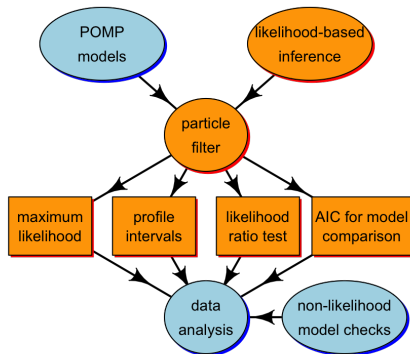 POMP
models
likelihood-based
inference
particle
filter
maximum
likelihood
profile
intervals
likelihood
ratio test
AIC for model
comparison
data
analysis
non-likelihood
model checks